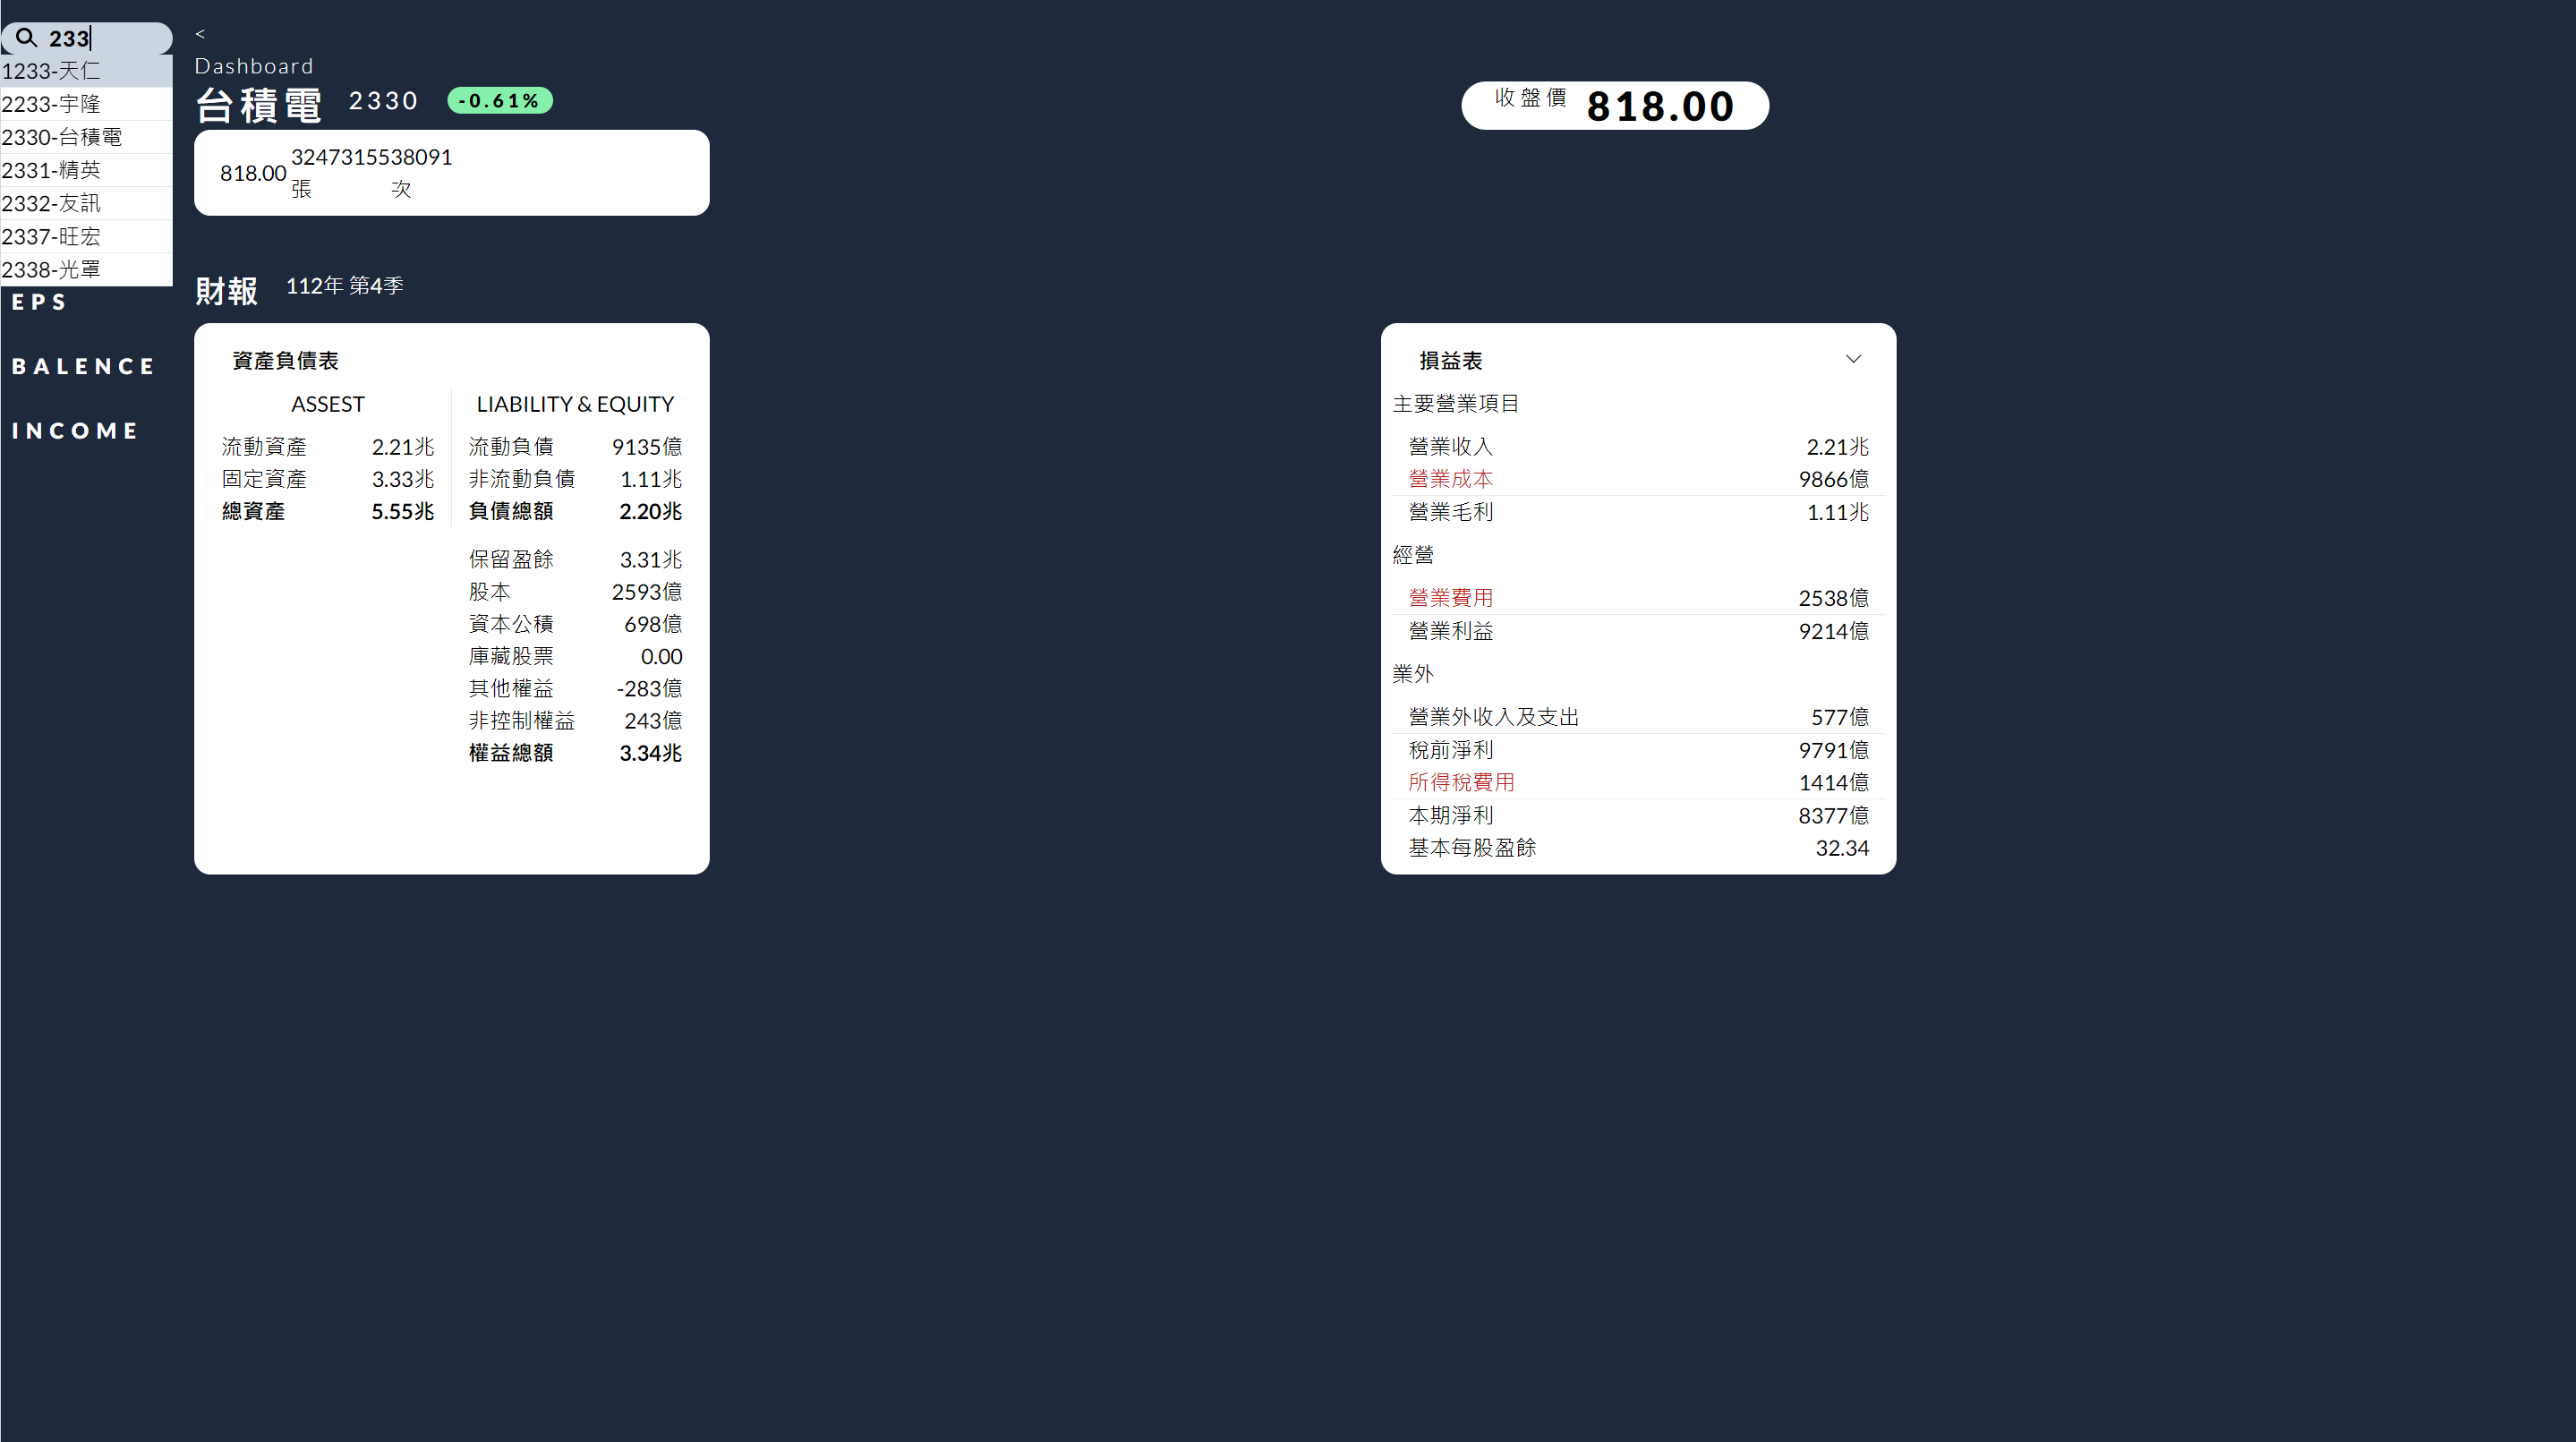 233
1233-天仁
2233-宇隆
2330-台積電
2331-精英
2332-友訊
2337-旺宏
2338-光罩
EPS
BALENCE
INCOME
<
Dashboard
台積電 2330 -0.61%
收盤價 818.00
818.00 3247315538091
張 次
財報 112年 第4季
資產負債表
ASSEST LIABILITY & EQUITY
流動資產 2.21兆 流動負債 9135億
固定資產 3.33兆 非流動負債 1.11兆
總資產 5.55兆 負債總額 2.20兆
保留盈餘 3.31兆
股本 2593億
資本公積 698億
庫藏股票 0.00
其他權益 -283億
非控制權益 243億
權益總額 3.34兆
損益表
主要營業項目
營業收入 2.21兆
營業成本 9866億
營業毛利 1.11兆
經營
營業費用 2538億
營業利益 9214億
業外
營業外收入及支出 577億
稅前淨利 9791億
所得稅費用 1414億
本期淨利 8377億
基本每股盈餘 32.34